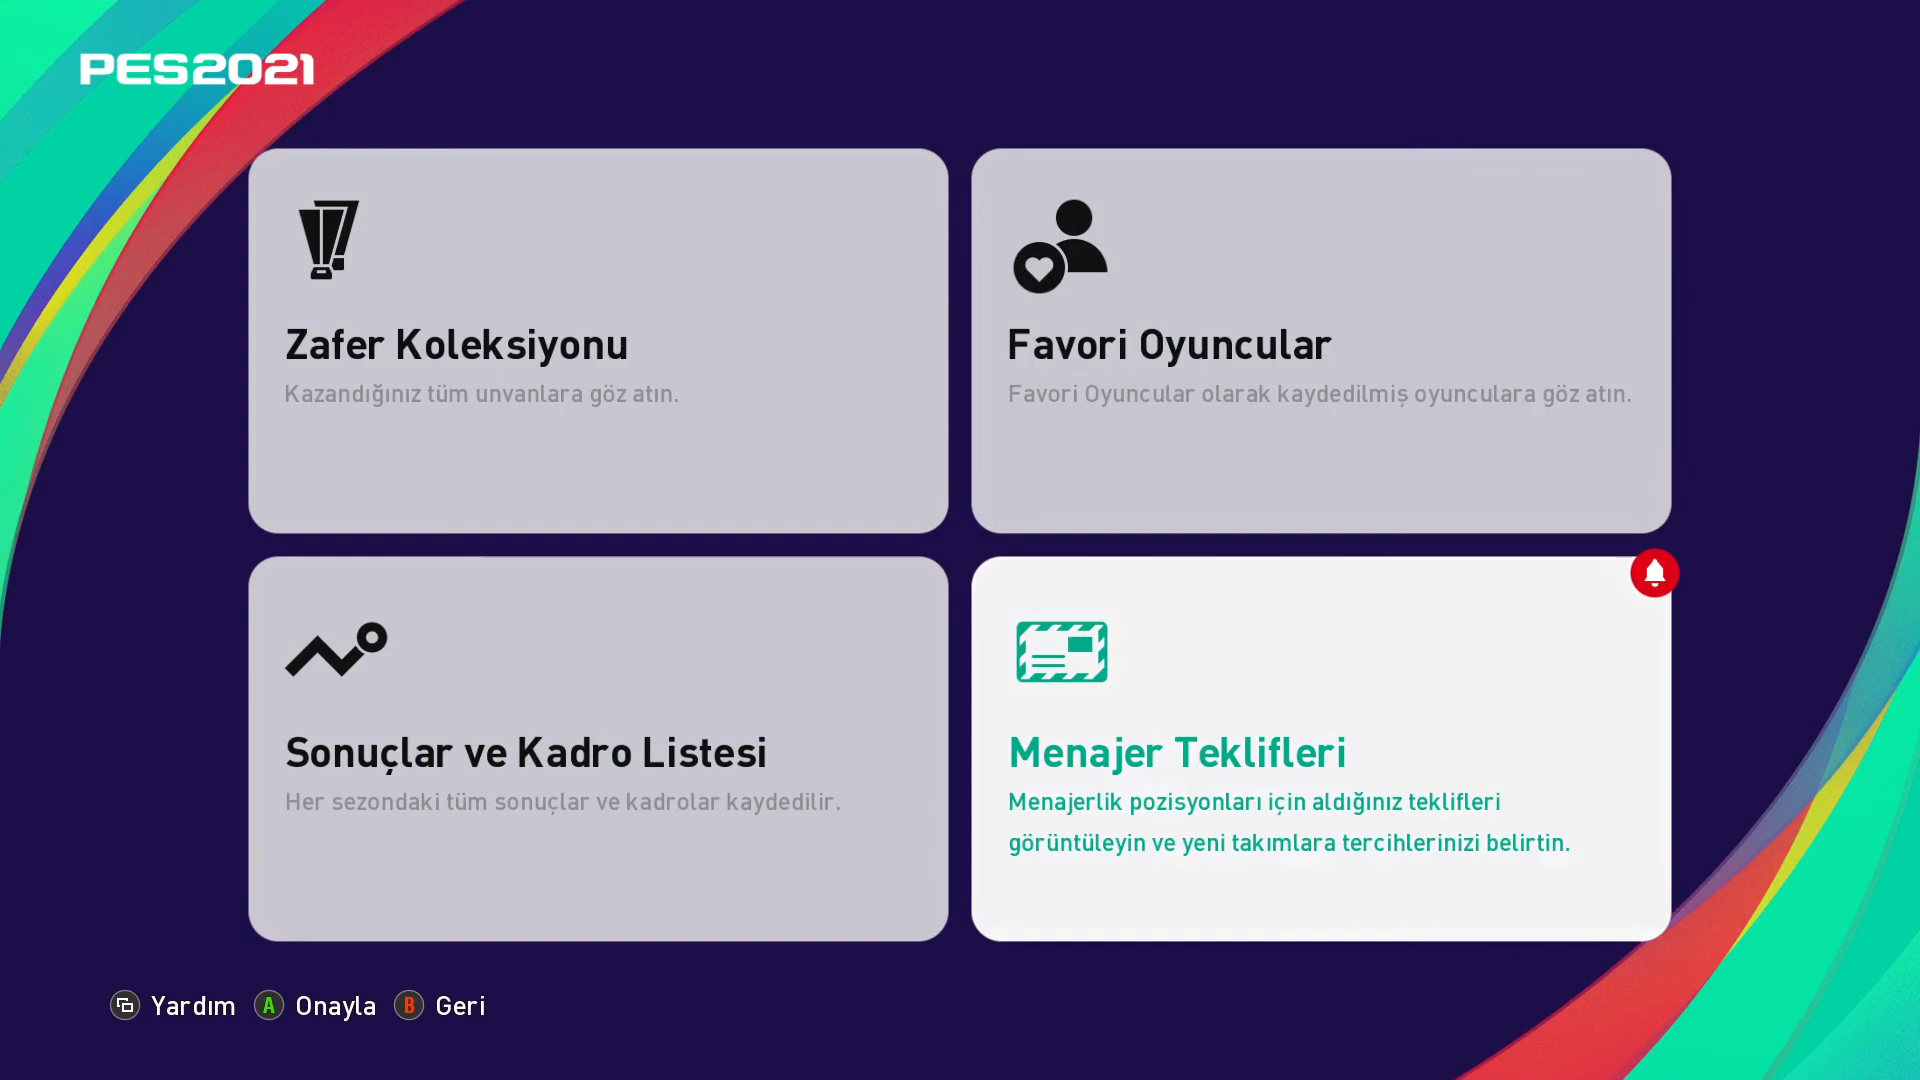 PES2021
Zafer Koleksiyonu
Kazandığınız tüm unvanlara göz atın.
Favori Oyuncular
Favori Oyuncular olarak kaydedilmiş oyunculara göz atın.
Sonuçlar ve Kadro Listesi
Her sezondaki tüm sonuçlar ve kadrolar kaydedilir.
Menajer Teklifleri
Menajerlik pozisyonları için aldığınız teklifleri
görüntüleyin ve yeni takımlara tercihlerinizi belirtin.
Yardım A Onayla B Geri